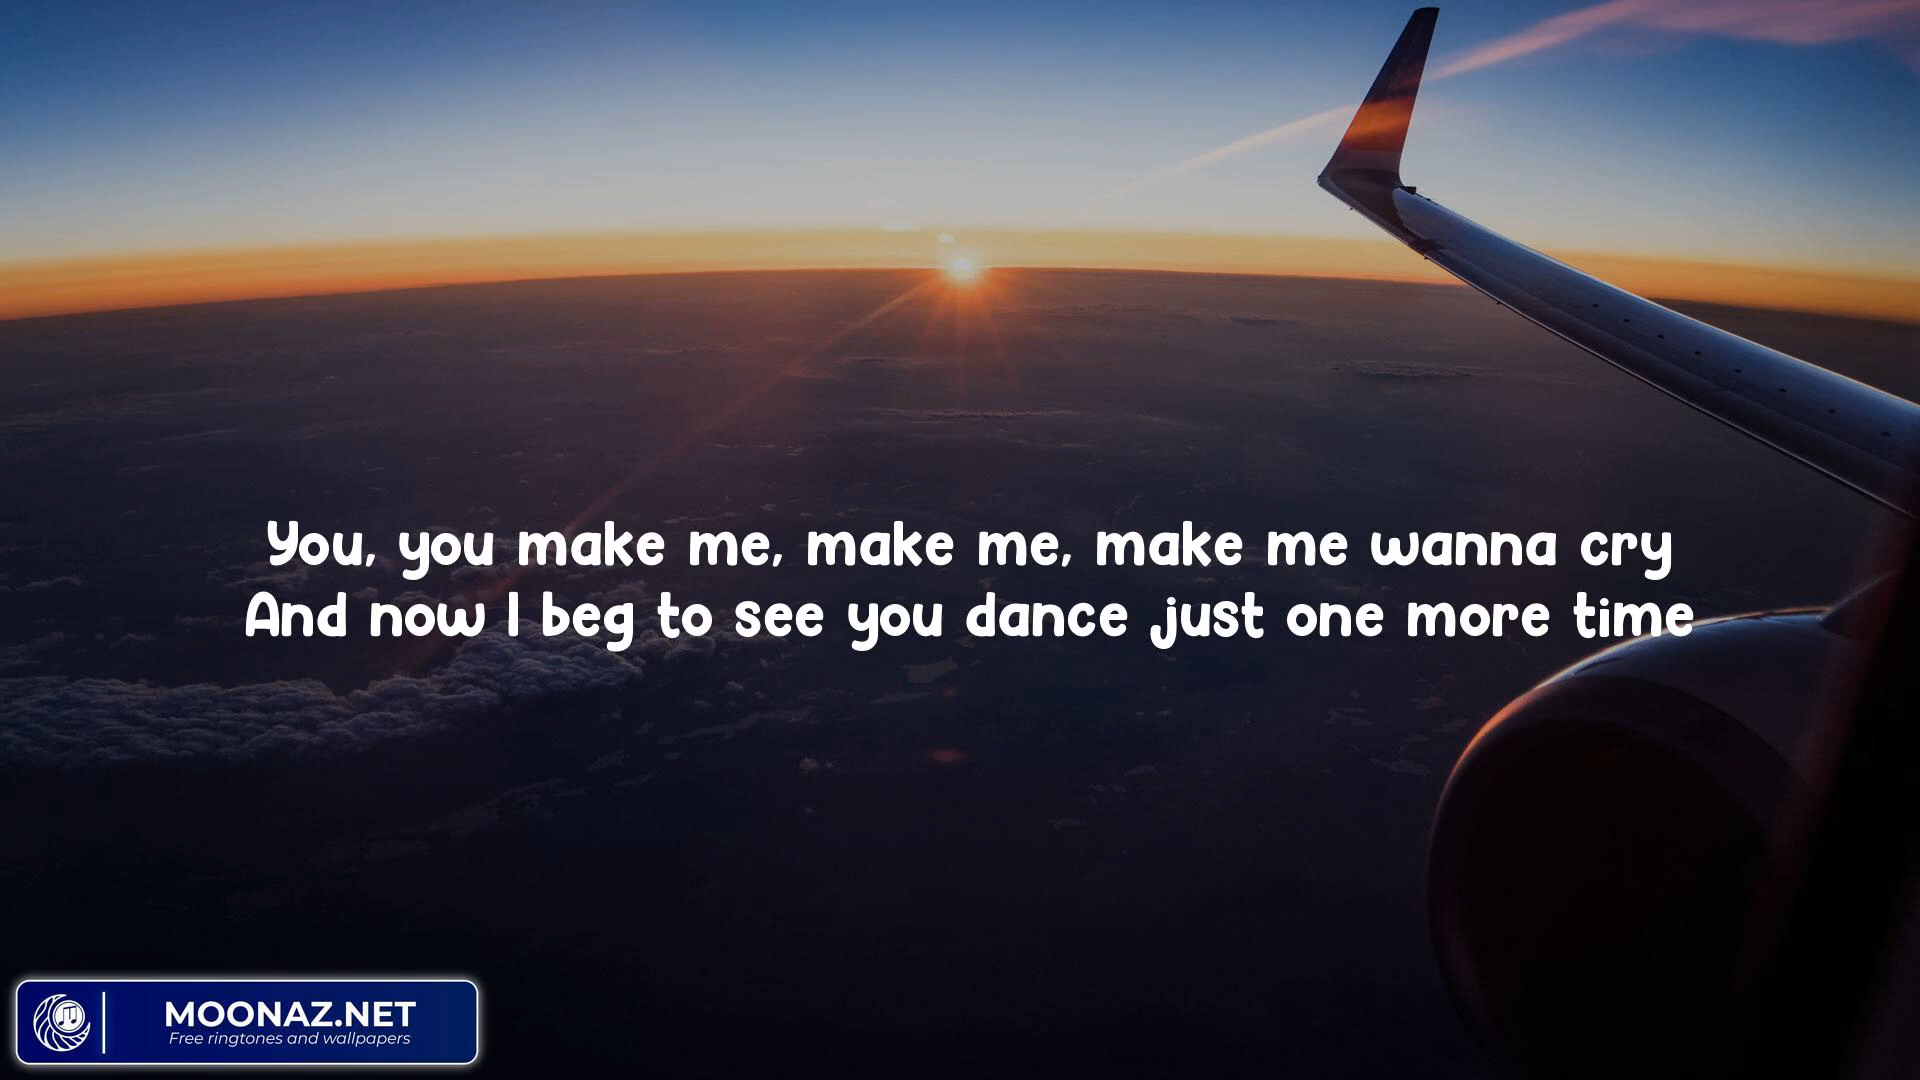 You, you make me, make me, make me wanna cry
And now I beg to see you dance just one more time
MOONAZ.NET
Free ringtones and wallpapers